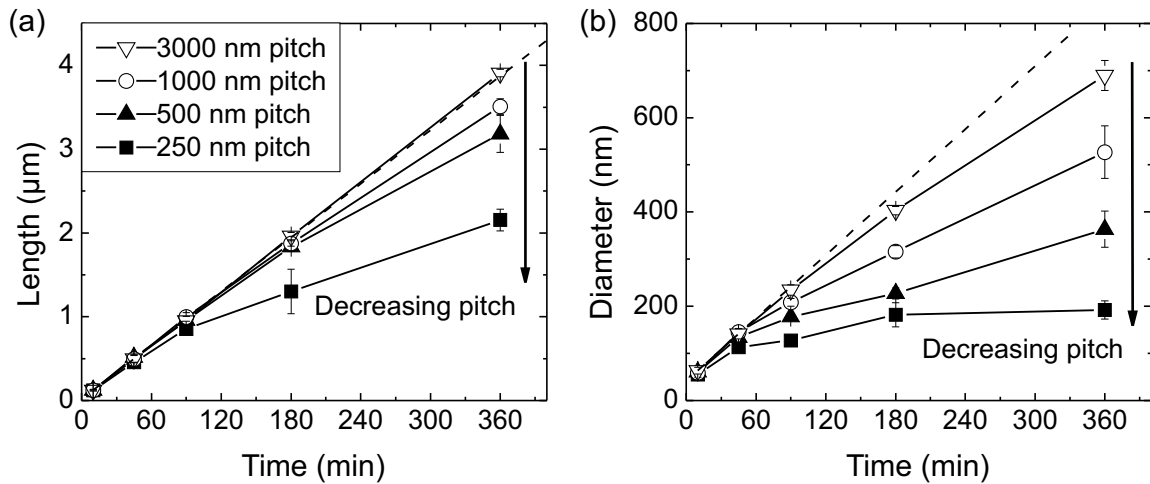 (a)
3000 nm pitch
1000 nm pitch
500 nm pitch
250 nm pitch
4
3
2
1
0
Length (µm)
Decreasing pitch
0 60 120 180 240 300 360
Time (min)
(b)
800
600
400
200
0
Diameter (nm)
Decreasing pitch
0 60 120 180 240 300 360
Time (min)